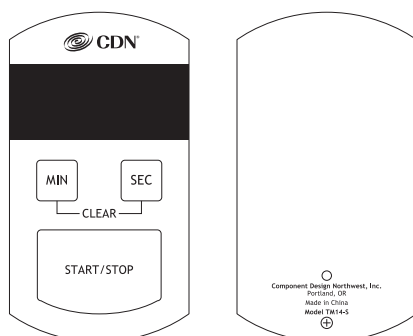 CDN®
MIN SEC
CLEAR
START/STOP
Component Design Northwest, Inc.
Portland, OR
Made in China
Model TM14-S